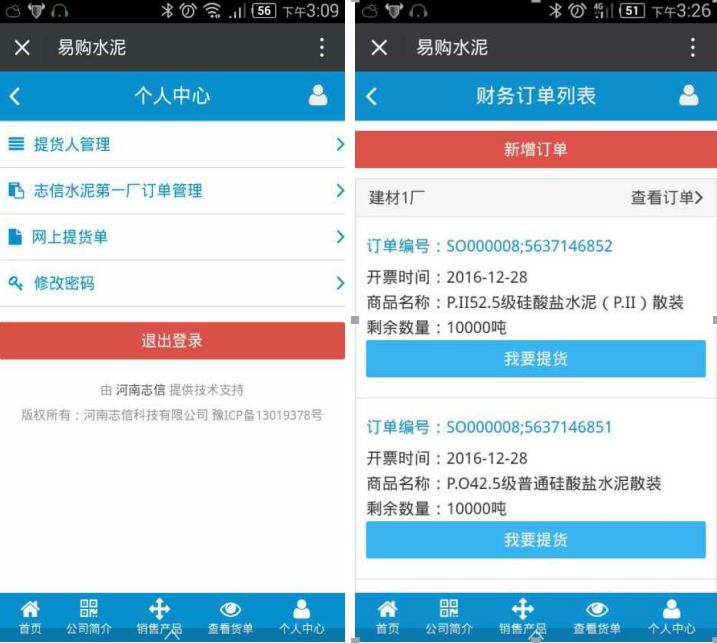 56 下午3:09
易购水泥
个人中心
提货人管理
志信水泥第一厂订单管理
网上提货单
修改密码
退出登录
由 河南志信 提供技术支持
版权所有：河南志信科技有限公司 豫ICP备13019378号
首页 公司简介 销售产品 查看货单 个人中心
4G 51 下午3:26
易购水泥
财务订单列表
新增订单
建材1厂 查看订单
订单编号：SO000008;5637146852
开票时间：2016-12-28
商品名称：P.II52.5级硅酸盐水泥（P.II）散装
剩余数量：10000吨
我要提货
订单编号：SO000008;5637146851
开票时间：2016-12-28
商品名称：P.O42.5级普通硅酸盐水泥散装
剩余数量：10000吨
我要提货
首页 公司简介 销售产品 查看货单 个人中心